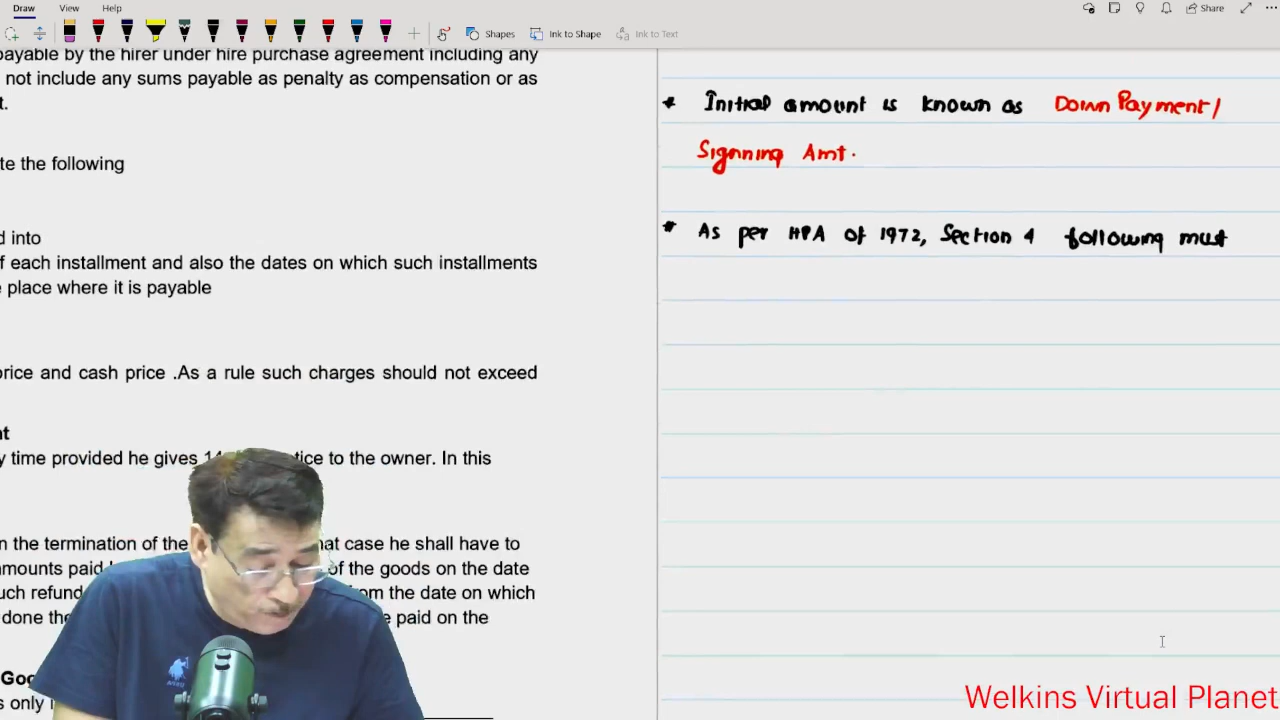 Draw View Help
Shapes Ink to Shape Ink to Text Share
payable by the hirer under hire purchase agreement including any
not include any sums payable as penalty as compensation or as
t.
te the following
d into
f each installment and also the dates on which such installments
e place where it is payable
price and cash price .As a rule such charges should not exceed
nt
y time provided he gives 14 tice to the owner. In this
n the termination of the at case he shall have to
amounts paid of the goods on the date
uch refund om the date on which
done the e paid on the
Goo
s only
* Initial amount is known as Down Payment/
Signning Amt.
* As per HPA of 1972, Section 4 following must
Welkins Virtual Planet